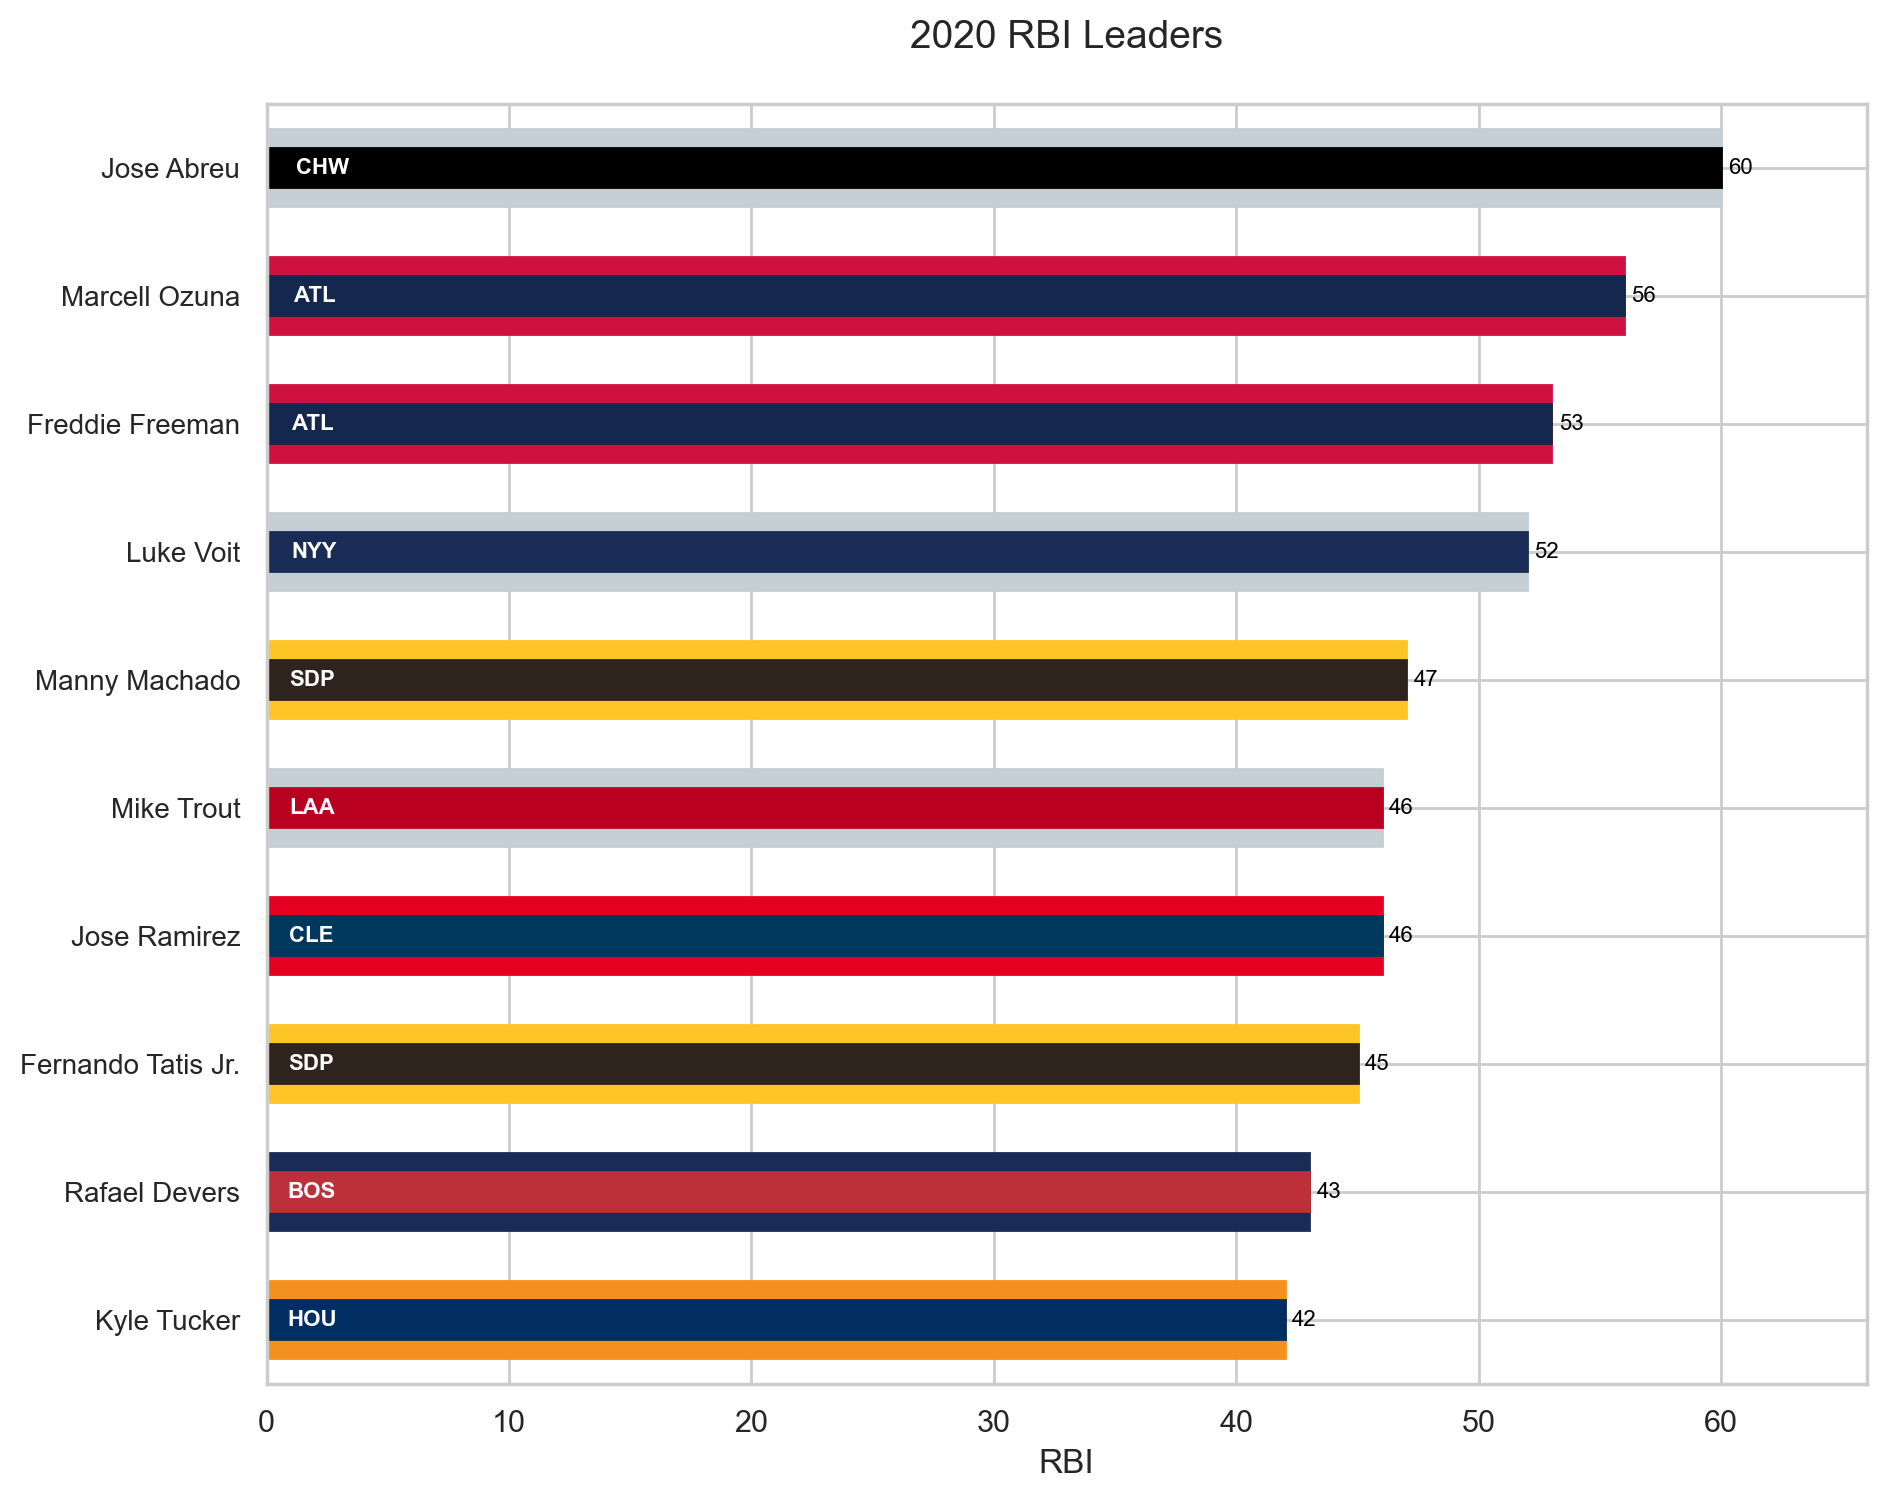 2020 RBI Leaders
Jose Abreu CHW 60
Marcell Ozuna ATL 56
Freddie Freeman ATL 53
Luke Voit NYY 52
Manny Machado SDP 47
Mike Trout LAA 46
Jose Ramirez CLE 46
Fernando Tatis Jr. SDP 45
Rafael Devers BOS 43
Kyle Tucker HOU 42
0 10 20 30 40 50 60
RBI